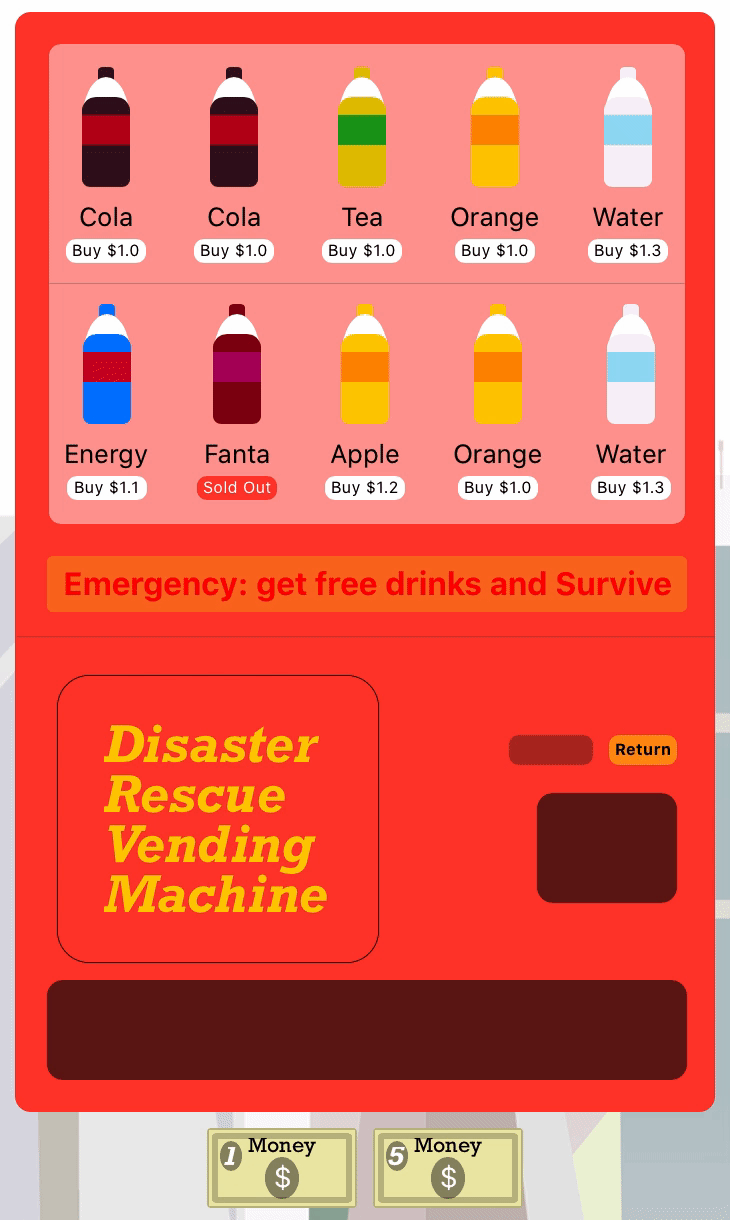 Cola Cola Tea Orange Water
Buy $1.0 Buy $1.0 Buy $1.0 Buy $1.0 Buy $1.3
Energy Fanta Apple Orange Water
Buy $1.1 Sold Out Buy $1.2 Buy $1.0 Buy $1.3
Emergency: get free drinks and Survive
Disaster
Rescue
Vending
Machine
Return
1 Money $
5 Money $